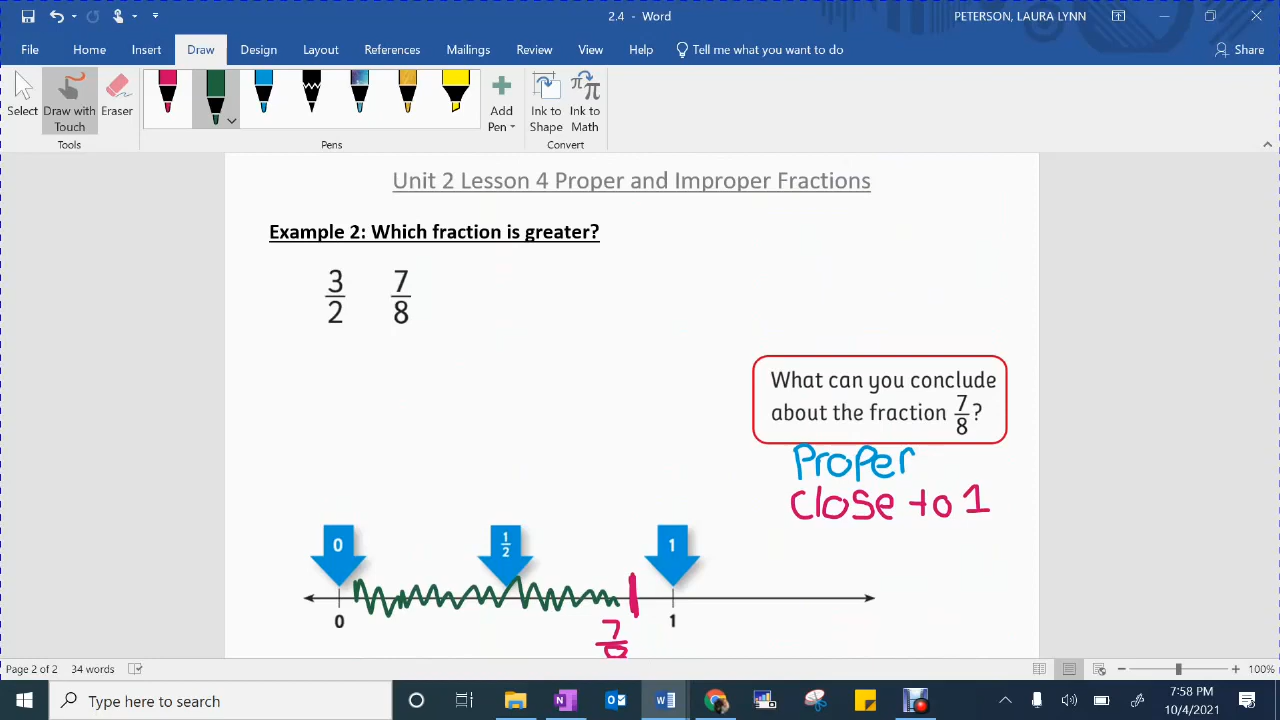 2.4 - Word
PETERSON, LAURA LYNN
File Home Insert Draw Design Layout References Mailings Review View Help Tell me what you want to do Share
Select Draw with Touch Eraser Add Pen Ink to Shape Ink to Math
Tools Pens Convert
Unit 2 Lesson 4 Proper and Improper Fractions
Example 2: Which fraction is greater?
3/2 7/8
What can you conclude
about the fraction 7/8?
Proper
Close to 1
0 1/2 1
0 1
7/8
Page 2 of 2 34 words 100%
Type here to search
7:58 PM
10/4/2021